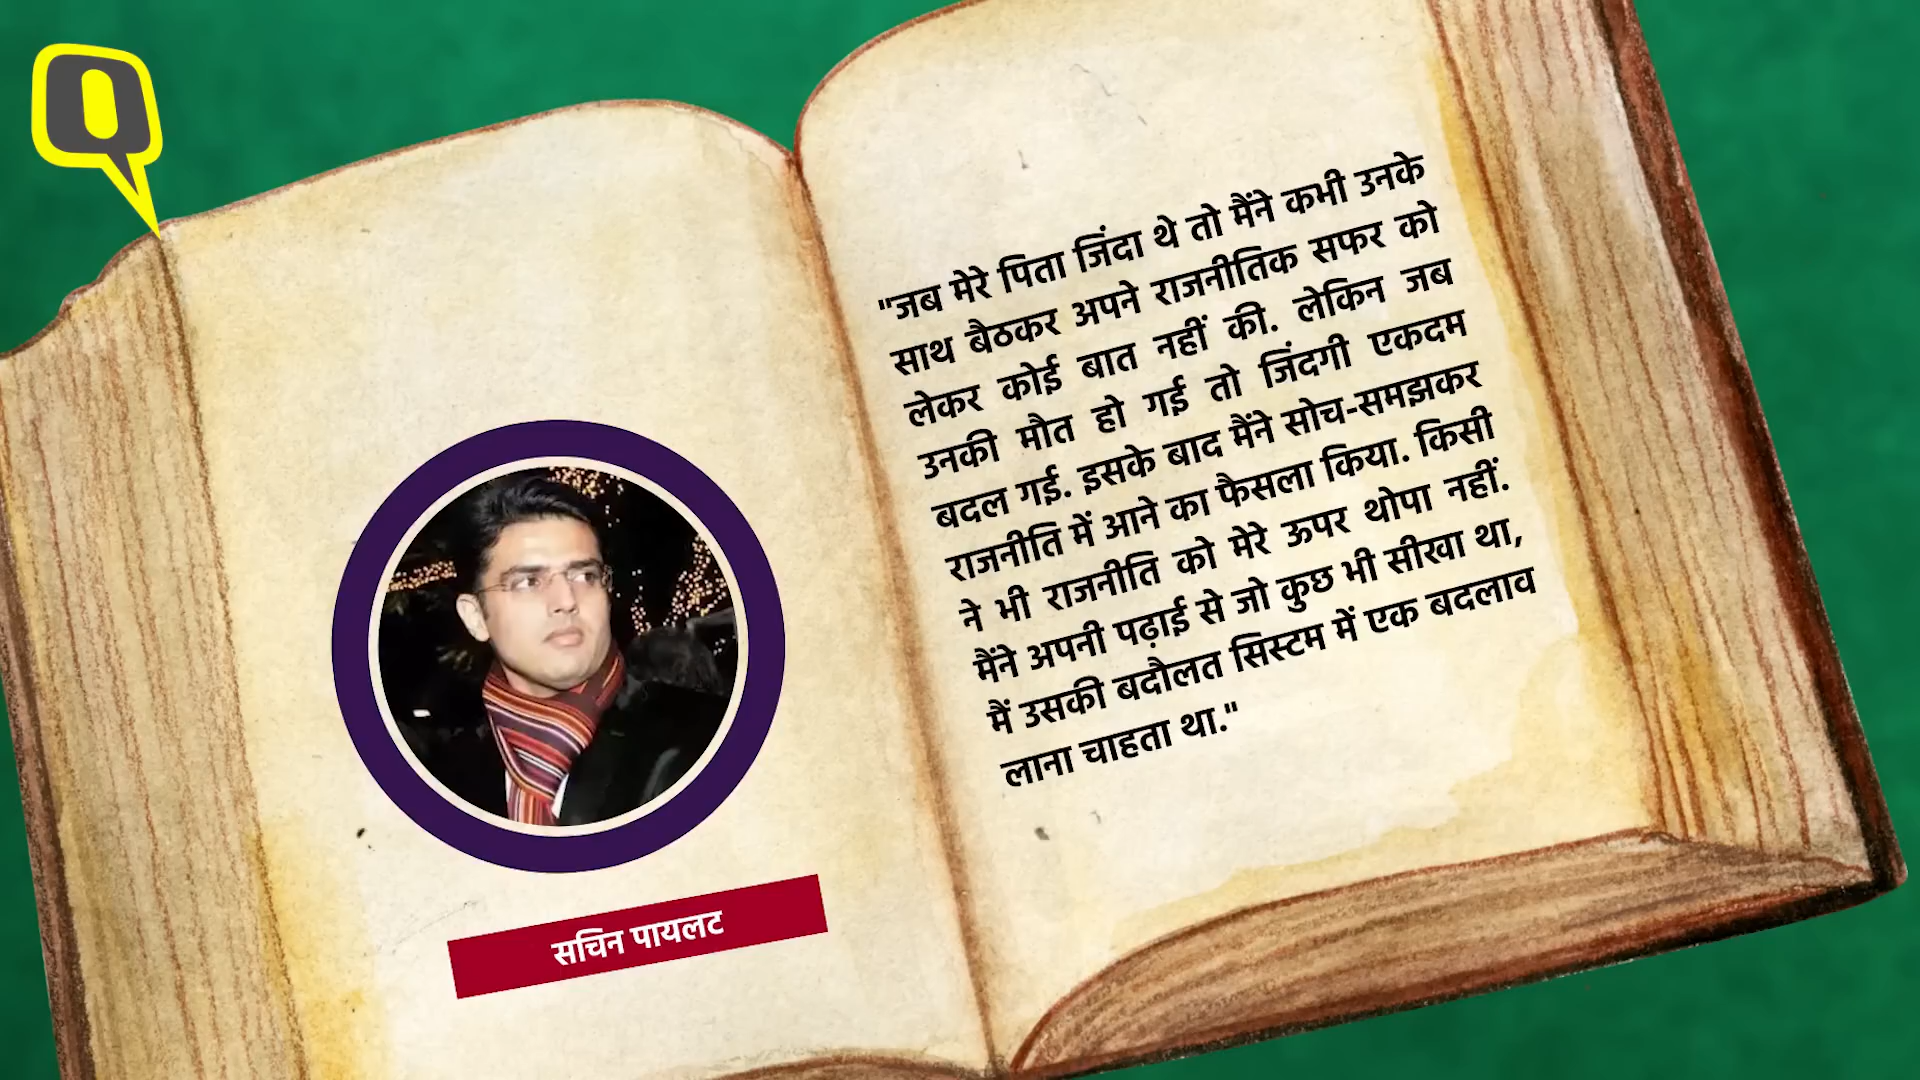 Q
"जब मेरे पिता जिंदा थे तो मैंने कभी उनके
साथ बैठकर अपने राजनीतिक सफर को
लेकर कोई बात नहीं की. लेकिन जब
उनकी मौत हो गई तो जिंदगी एकदम
बदल गई. इसके बाद मैंने सोच-समझकर
राजनीति में आने का फैसला किया. किसी
ने भी राजनीति को मेरे ऊपर थोपा नहीं.
मैंने अपनी पढ़ाई से जो कुछ भी सीखा था,
मैं उसकी बदौलत सिस्टम में एक बदलाव
लाना चाहता था."
सचिन पायलट